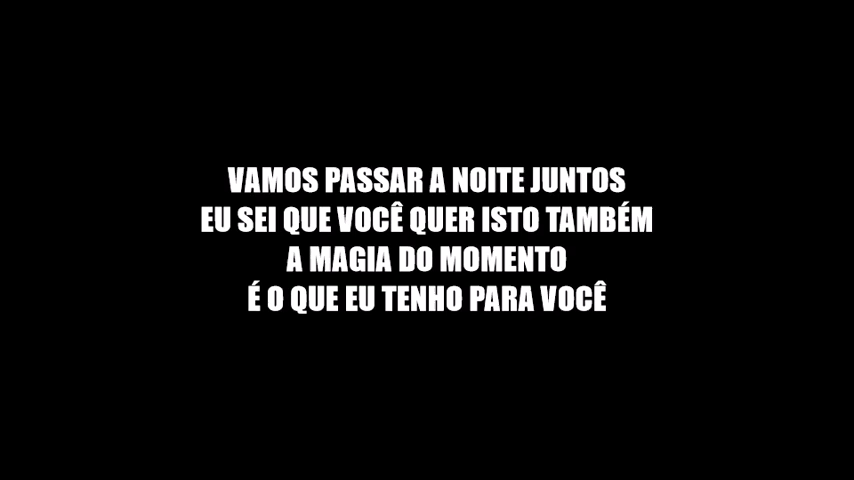 VAMOS PASSAR A NOITE JUNTOS
EU SEI QUE VOCÊ QUER ISTO TAMBÉM
A MAGIA DO MOMENTO
É O QUE EU TENHO PARA VOCÊ